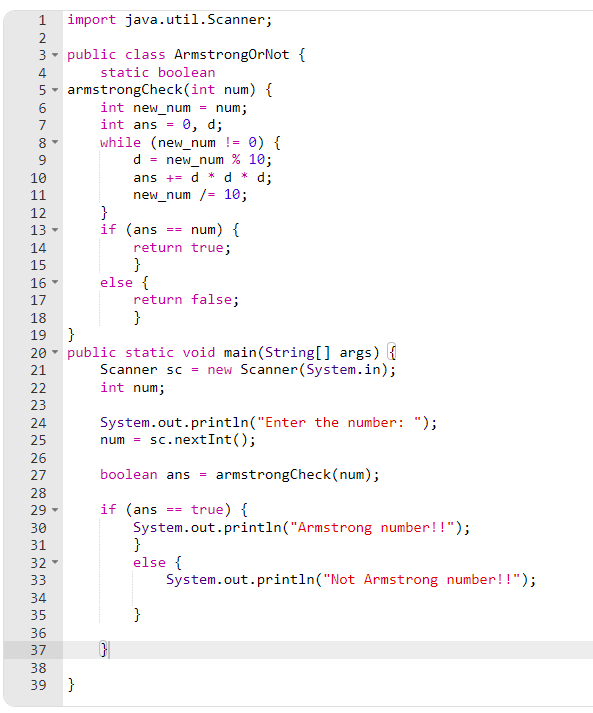 1 import java.util.Scanner;
2
3 public class ArmstrongOrNot {
4     static boolean
5 armstrongCheck(int num) {
6     int new_num = num;
7     int ans = 0, d;
8     while (new_num != 0) {
9         d = new_num % 10;
10         ans += d * d * d;
11         new_num /= 10;
12     }
13     if (ans == num) {
14         return true;
15         }
16     else {
17         return false;
18         }
19 }
20 public static void main(String[] args) {
21     Scanner sc = new Scanner(System.in);
22     int num;
23
24     System.out.println("Enter the number: ");
25     num = sc.nextInt();
26
27     boolean ans = armstrongCheck(num);
28
29     if (ans == true) {
30         System.out.println("Armstrong number!!");
31         }
32         else {
33             System.out.println("Not Armstrong number!!");
34
35         }
36
37     }
38
39 }